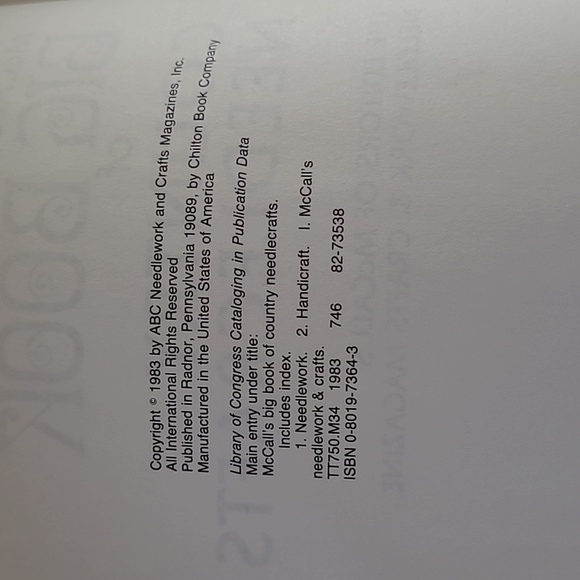 Copyright © 1983 by ABC Needlework and Crafts Magazines, Inc.
All International Rights Reserved
Published in Radnor, Pennsylvania 19089, by Chilton Book Company
Manufactured in the United States of America
Library of Congress Cataloging in Publication Data
Main entry under title:
McCall's big book of country needlecrafts.
Includes index.
1. Needlework. 2. Handicraft. I. McCall's
needlework & crafts.
TT750.M34 1983 746 82-73538
ISBN 0-8019-7364-3